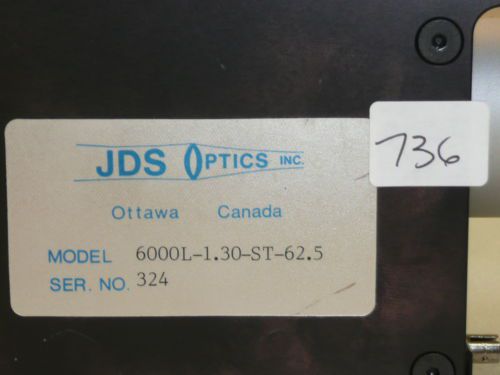 JDS OPTICS INC.
736
Ottawa Canada
MODEL 6000L-1.30-ST-62.5
SER. NO. 324